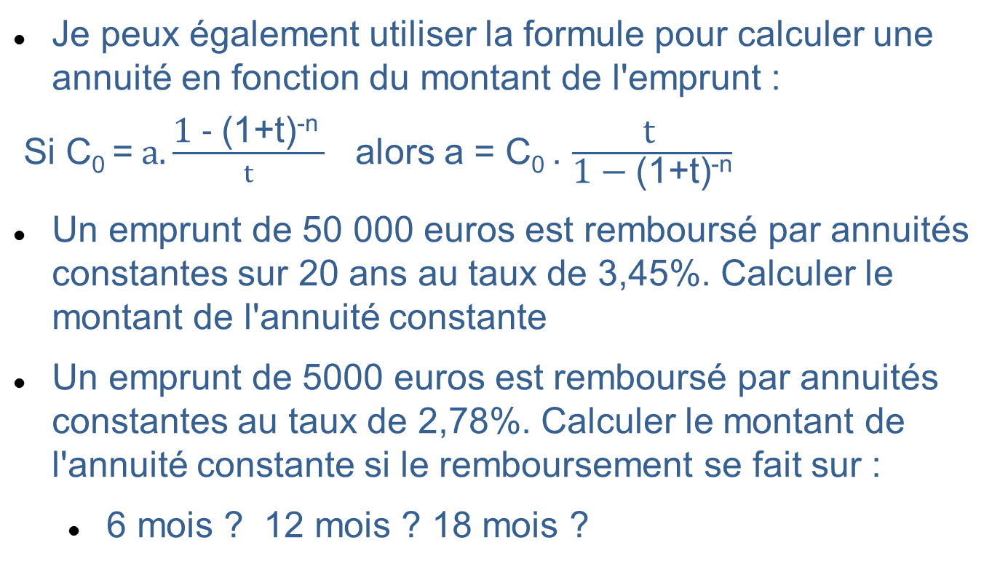 • Je peux également utiliser la formule pour calculer une
annuité en fonction du montant de l'emprunt :
Si C₀ = a. (1 - (1+t)⁻ⁿ)/t alors a = C₀ . t/(1 – (1+t)⁻ⁿ)
• Un emprunt de 50 000 euros est remboursé par annuités
constantes sur 20 ans au taux de 3,45%. Calculer le
montant de l'annuité constante
• Un emprunt de 5000 euros est remboursé par annuités
constantes au taux de 2,78%. Calculer le montant de
l'annuité constante si le remboursement se fait sur :
• 6 mois ? 12 mois ? 18 mois ?